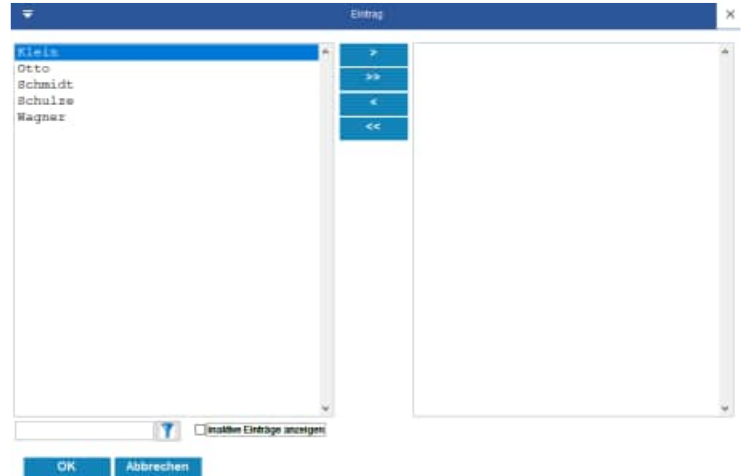 Eintrag
Klein
Otto
Schmidt
Schulze
Wagner
>
>>
<
<<
Inaktive Einträge anzeigen
OK
Abbrechen